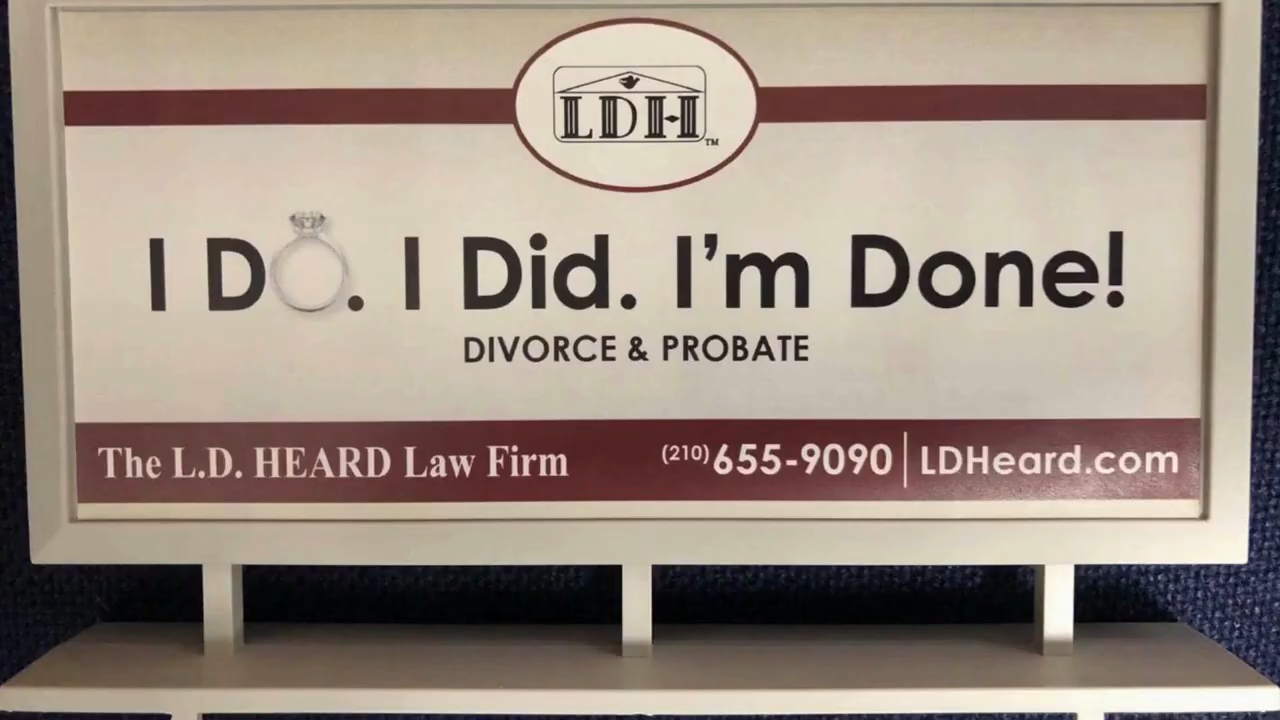 LDH
TM
I DO. I Did. I'm Done!
DIVORCE & PROBATE
The L.D. HEARD Law Firm (210) 655-9090 | LDHeard.com